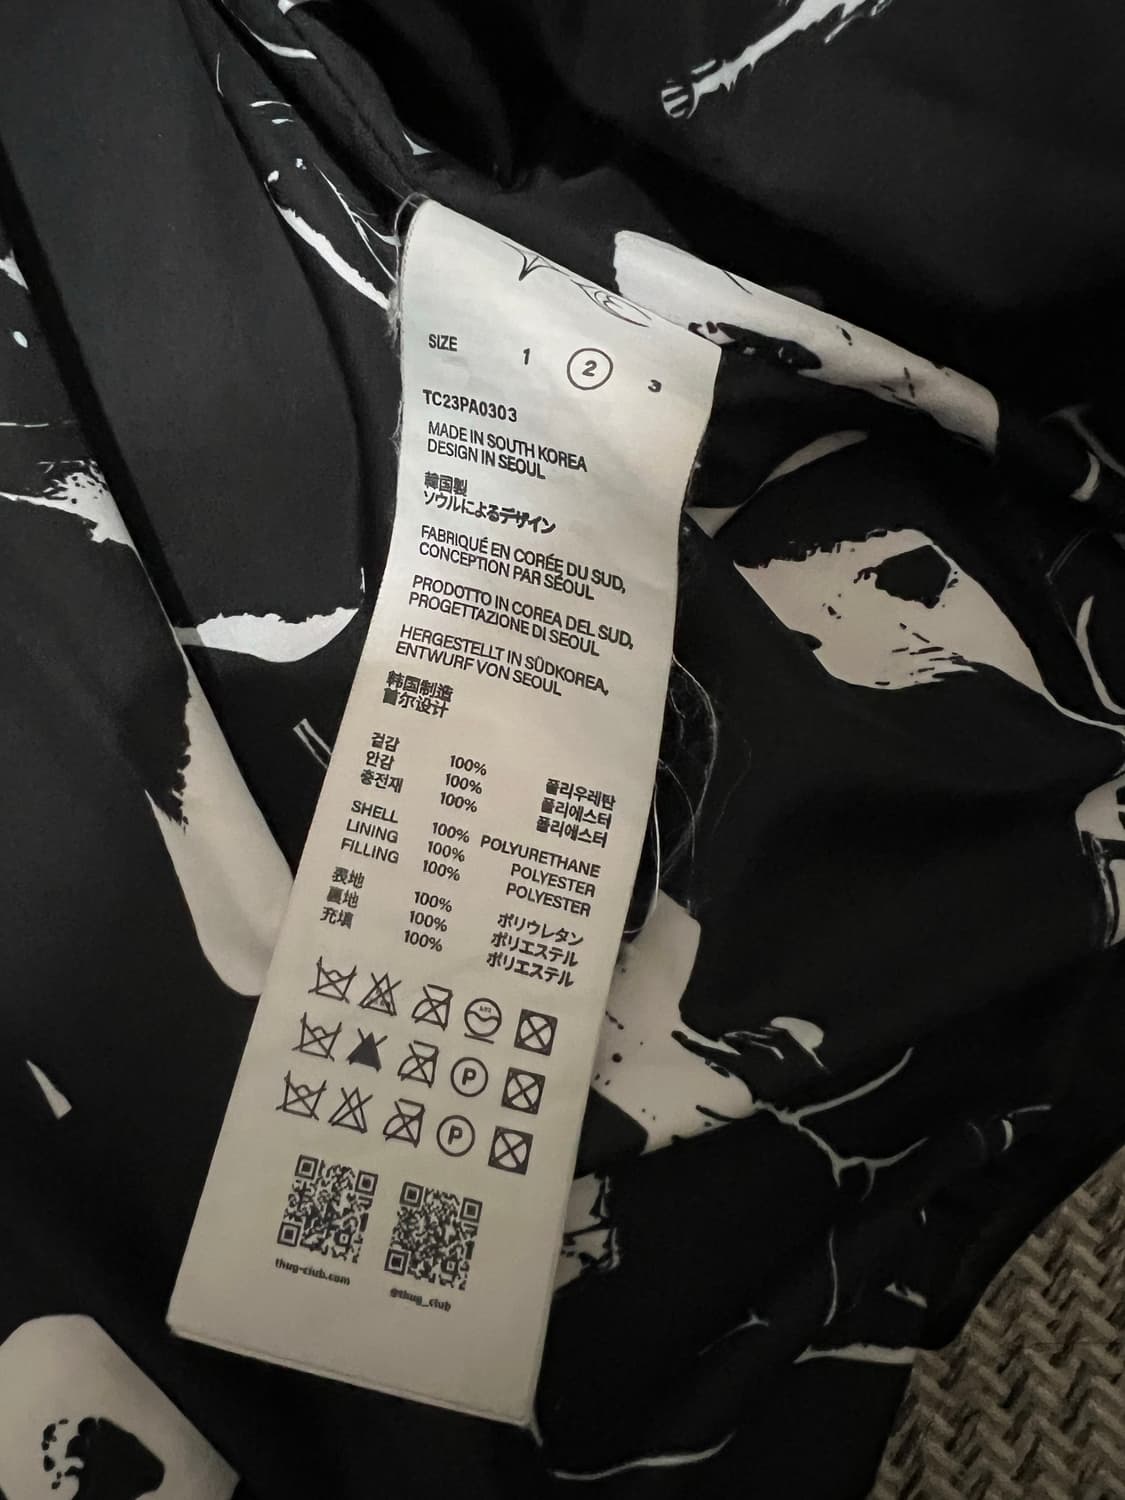 SIZE 1 2 3
TC23PA0303
MADE IN SOUTH KOREA
DESIGN IN SEOUL
韓国製
ソウルによるデザイン
FABRIQUÉ EN CORÉE DU SUD,
CONCEPTION PAR SÉOUL
PRODOTTO IN COREA DEL SUD,
PROGETTAZIONE DI SEOUL
HERGESTELLT IN SÜDKOREA,
ENTWURF VON SEOUL
韩国制造
首尔设计
겉감 100% 폴리우레탄
안감 100% 폴리에스터
충전재 100% 폴리에스터
SHELL 100% POLYURETHANE
LINING 100% POLYESTER
FILLING 100% POLYESTER
表地 100% ポリウレタン
裏地 100% ポリエステル
充填 100% ポリエステル
P
P
thug-club.com
@thug_club